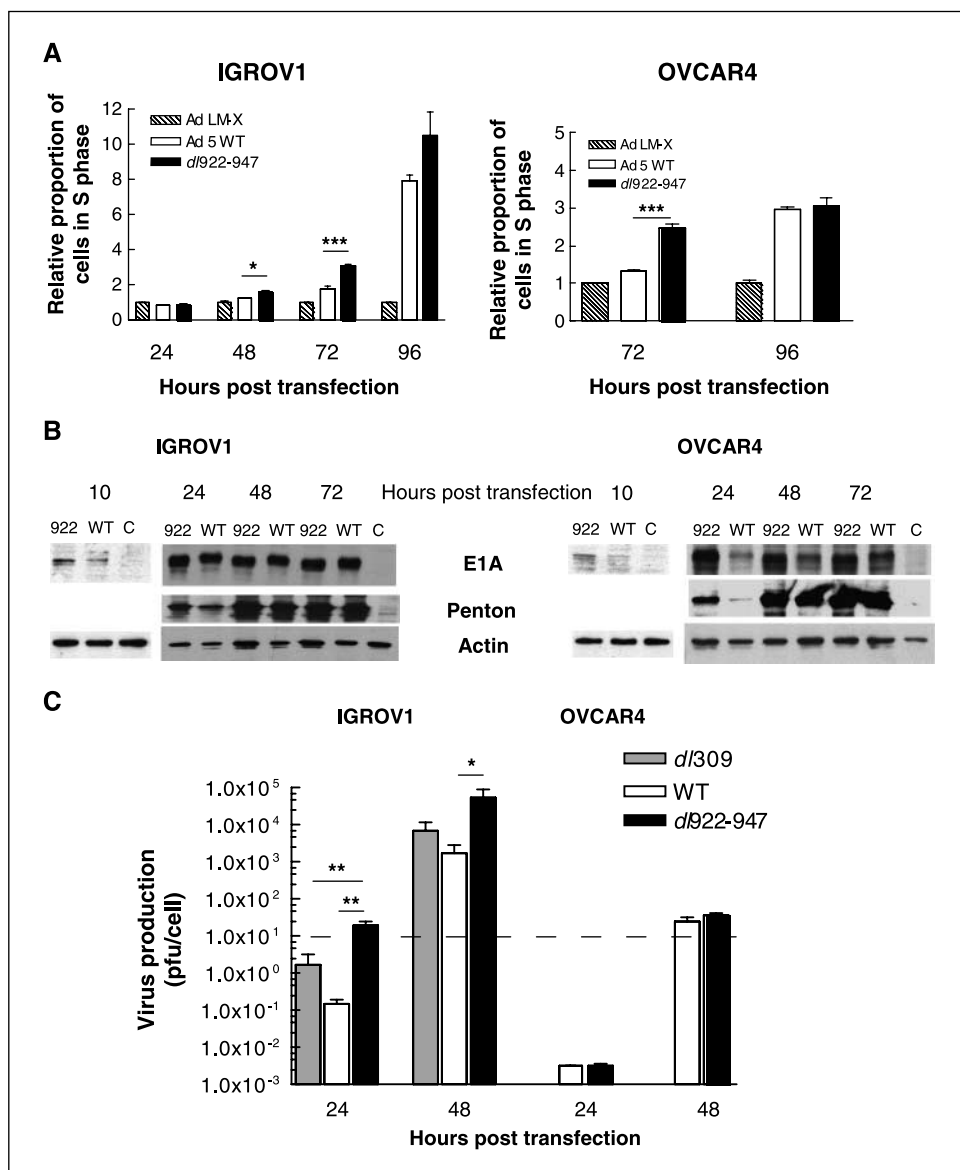 A
IGROV1
OVCAR4
Relative proportion of
cells in S phase
12
10
8
6
4
2
0
Ad LM-X
Ad 5 WT
dl922-947
*
***
24 48 72 96
Hours post transfection
Relative proportion of
cells in S phase
5
4
3
2
1
0
Ad LM-X
Ad 5 WT
dl922-947
***
72 96
Hours post transfection
B
IGROV1
OVCAR4
10 24 48 72 Hours post transfection 10 24 48 72
922 WT C 922 WT 922 WT 922 WT C 922 WT C 922 WT 922 WT 922 WT C
E1A
Penton
Actin
C
IGROV1 OVCAR4
dl309
WT
dl922-947
Virus production
(pfu/cell)
1.0x10^5
1.0x10^4
1.0x10^3
1.0x10^2
1.0x10^1
1.0x10^0
1.0x10^-1
1.0x10^-2
1.0x10^-3
**
**
*
24 48 24 48
Hours post transfection